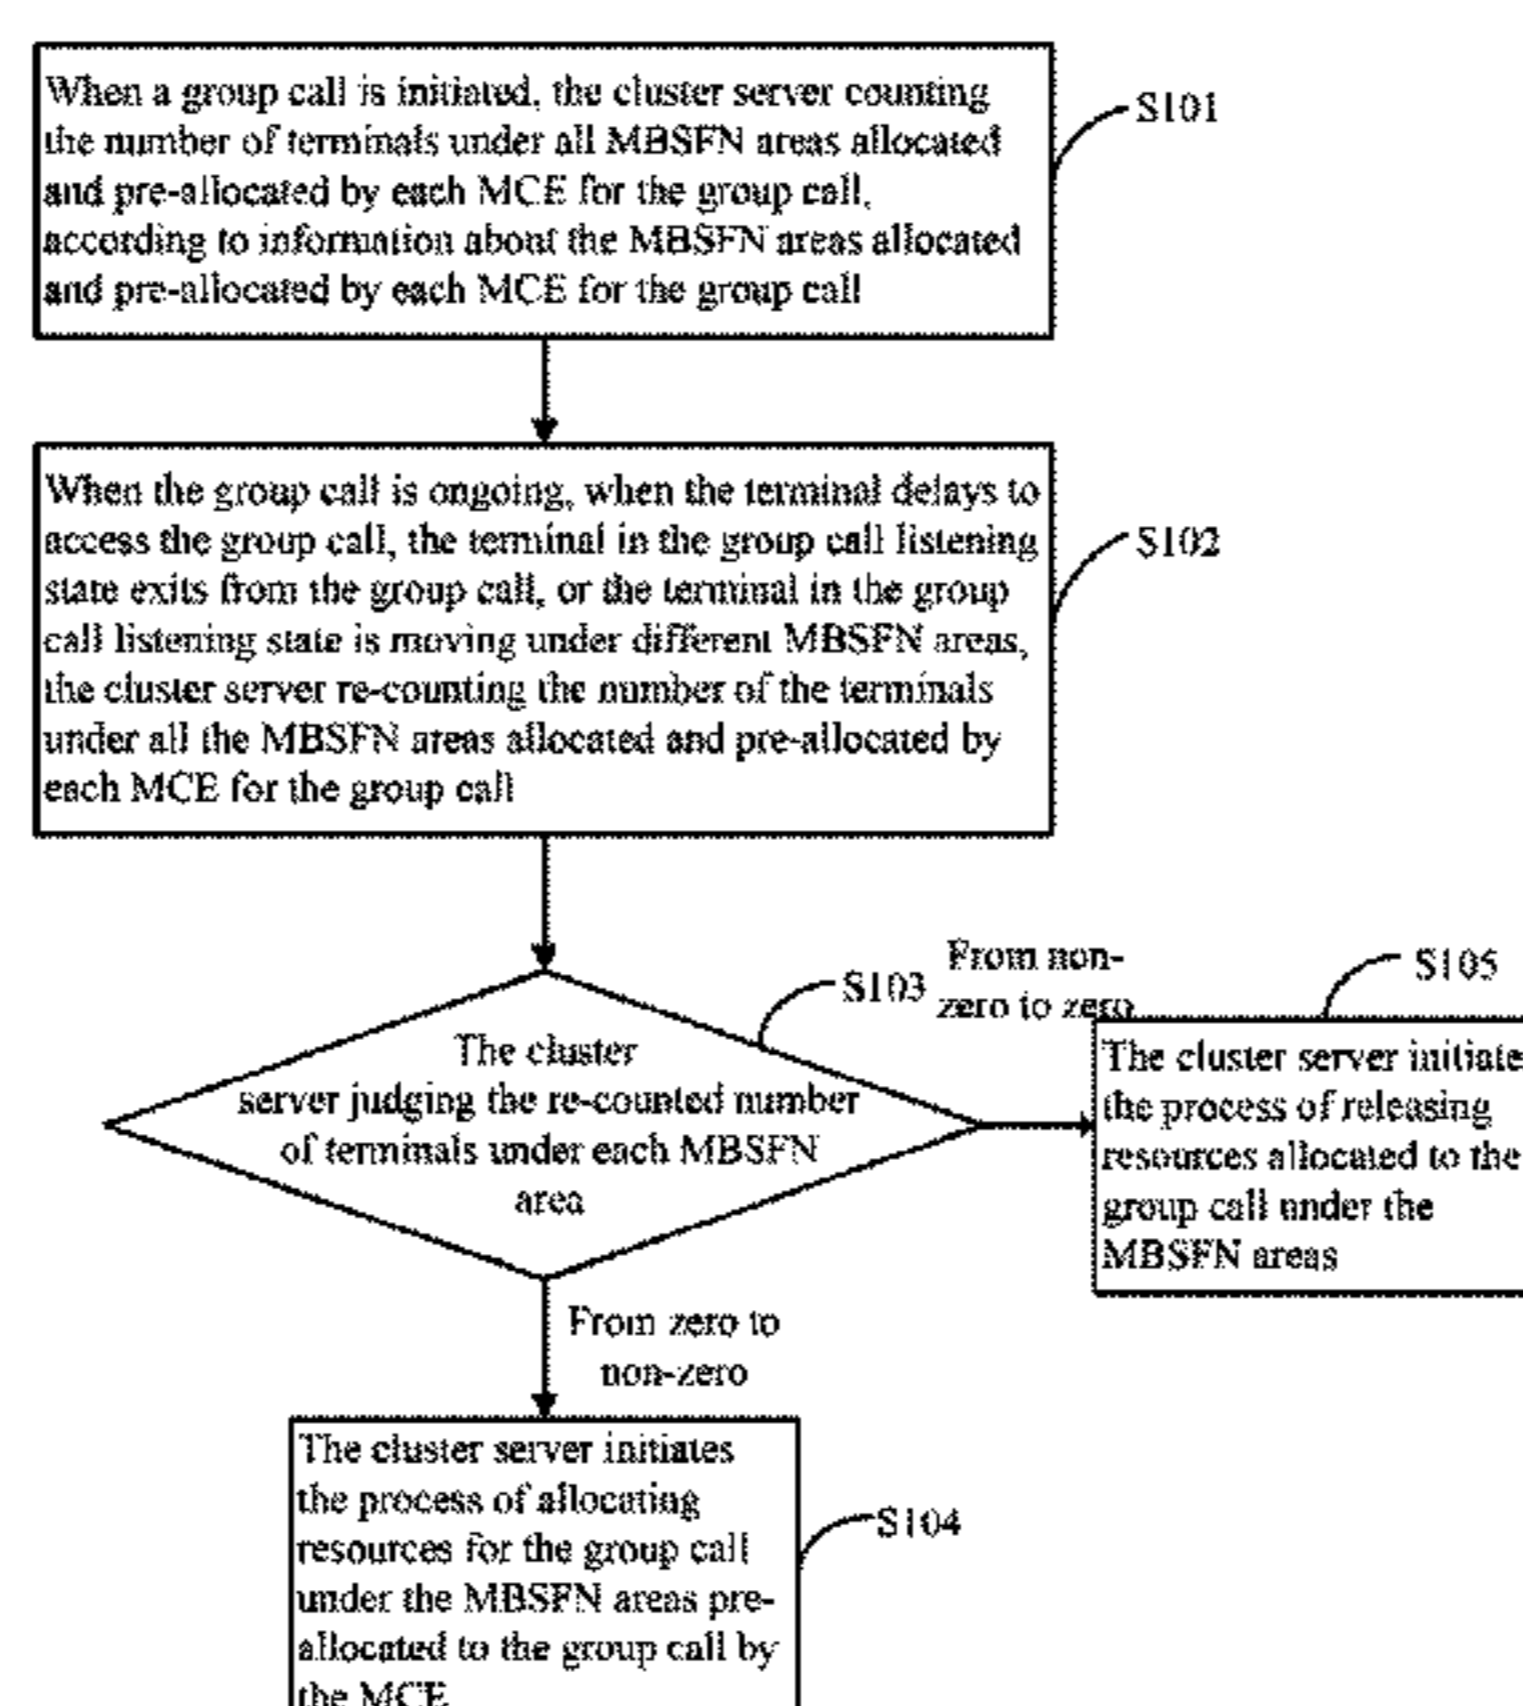 When a group call is initiated, the cluster server counting
the number of terminals under all MBSFN areas allocated
and pre-allocated by each MCE for the group call,
according to information about the MBSFN areas allocated
and pre-allocated by each MCE for the group call
S101
When the group call is ongoing, when the terminal delays to
access the group call, the terminal in the group call listening
state exits from the group call, or the terminal in the group
call listening state is moving under different MBSFN areas,
the cluster server re-counting the number of the terminals
under all the MBSFN areas allocated and pre-allocated by
each MCE for the group call
S102
The cluster
server judging the re-counted number
of terminals under each MBSFN
area
S103
From non-
zero to zero
S105
The cluster server initiate
the process of releasing
resources allocated to the
group call under the
MBSFN areas
From zero to
non-zero
The cluster server initiates
the process of allocating
resources for the group call
under the MBSFN areas pre-
allocated to the group call by
the MCE
S104